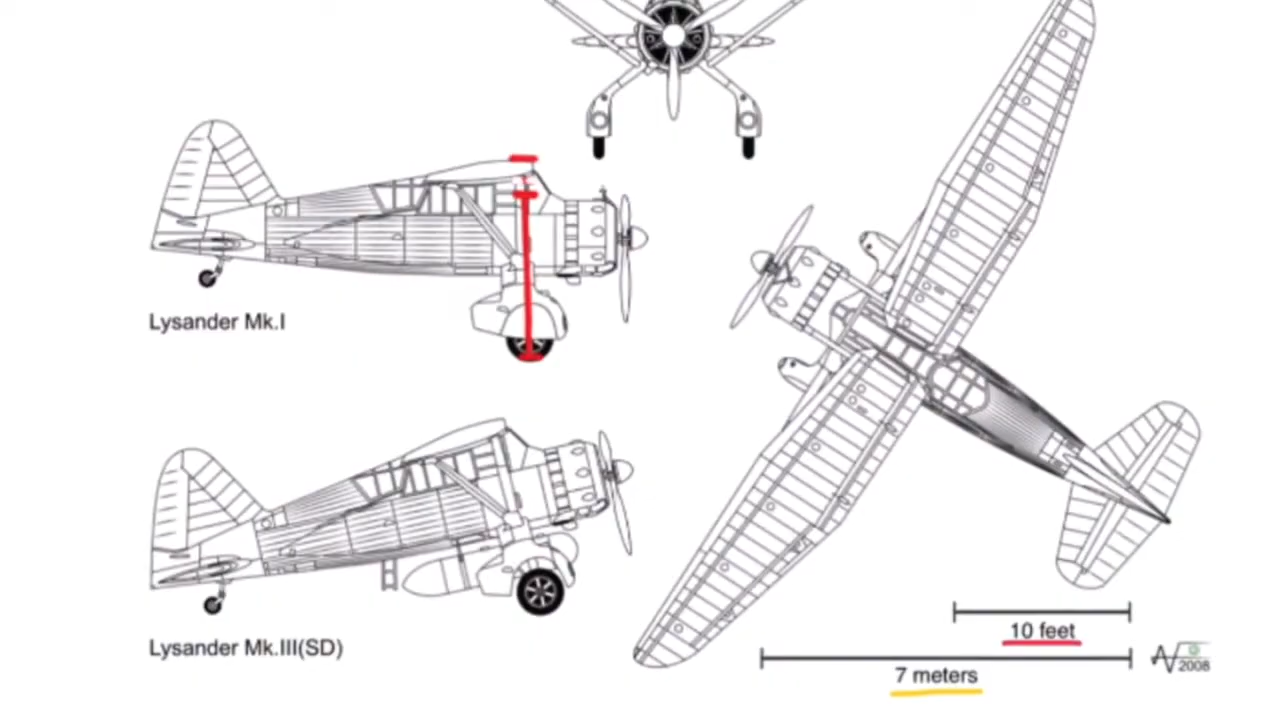 Lysander Mk.I
Lysander Mk.III(SD)
10 feet
7 meters
2008